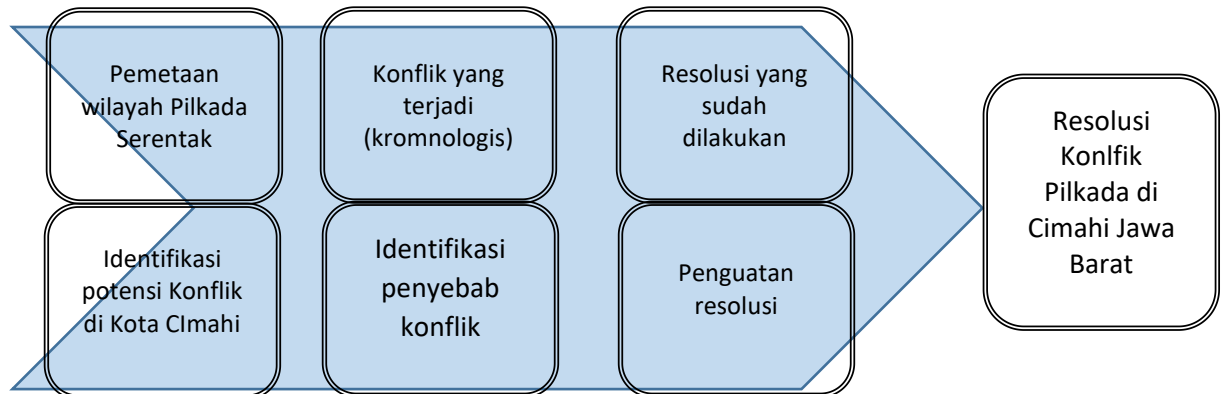 Pemetaan
wilayah Pilkada
Serentak
Konflik yang
terjadi
(kromnologis)
Resolusi yang
sudah
dilakukan
Identifikasi
potensi Konflik
di Kota CImahi
Identifikasi
penyebab
konflik
Penguatan
resolusi
Resolusi
Konlfik
Pilkada di
Cimahi Jawa
Barat